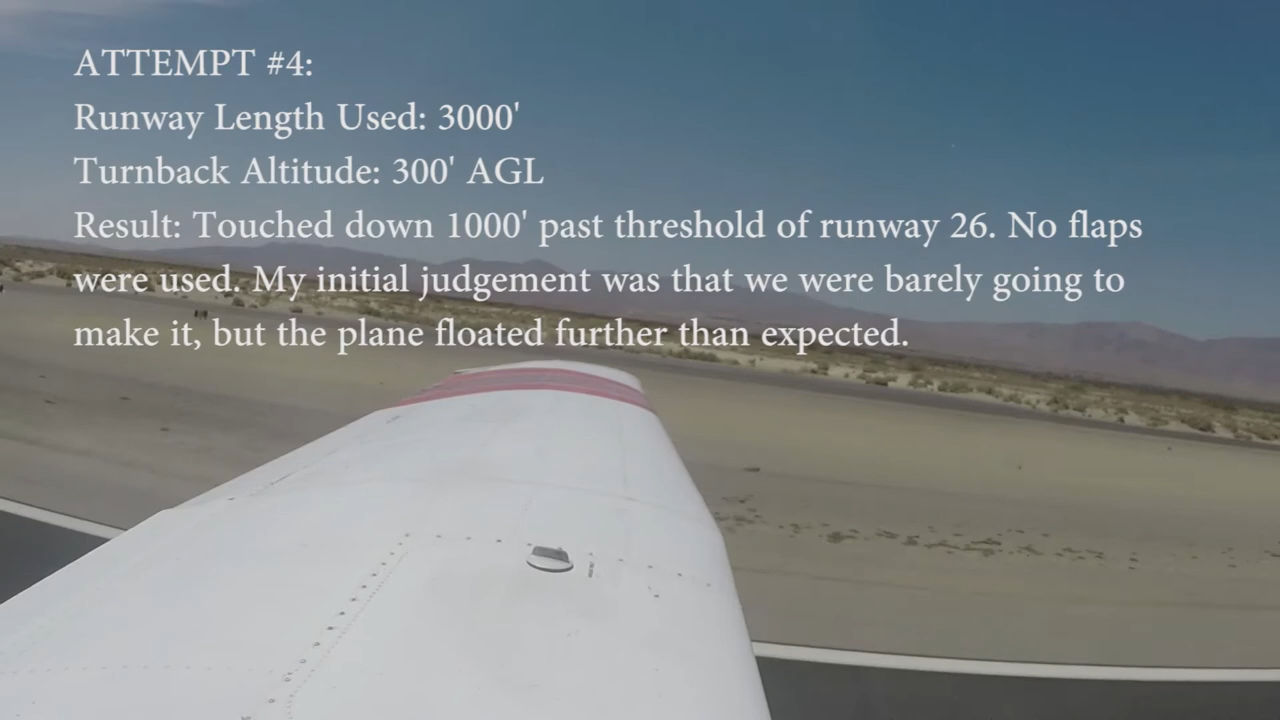 ATTEMPT #4:
Runway Length Used: 3000'
Turnback Altitude: 300' AGL
Result: Touched down 1000' past threshold of runway 26. No flaps
were used. My initial judgement was that we were barely going to
make it, but the plane floated further than expected.